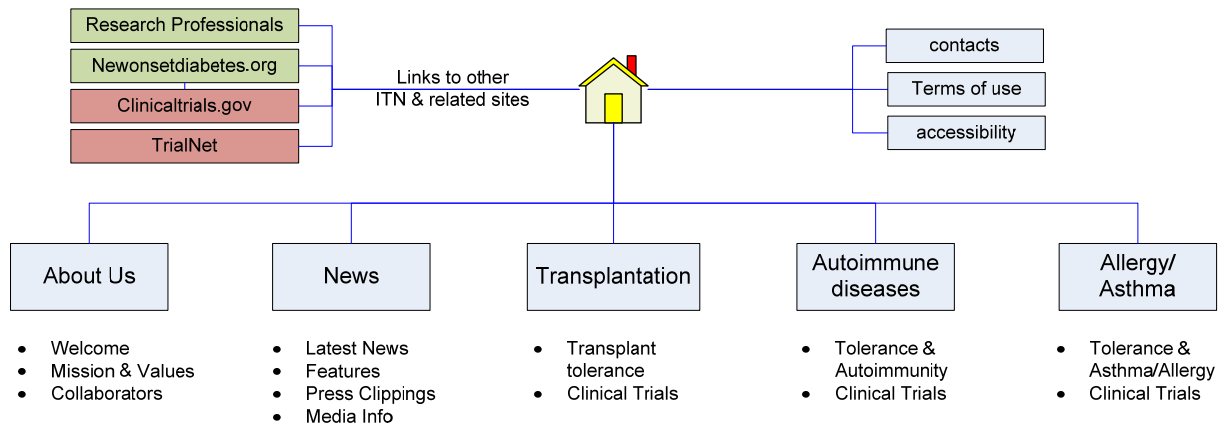 Research Professionals
Newonsetdiabetes.org
Clinicaltrials.gov
TrialNet
Links to other
ITN & related sites
contacts
Terms of use
accessibility
About Us
• Welcome
• Mission & Values
• Collaborators
News
• Latest News
• Features
• Press Clippings
• Media Info
Transplantation
• Transplant
tolerance
• Clinical Trials
Autoimmune
diseases
• Tolerance &
Autoimmunity
• Clinical Trials
Allergy/
Asthma
• Tolerance &
Asthma/Allergy
• Clinical Trials